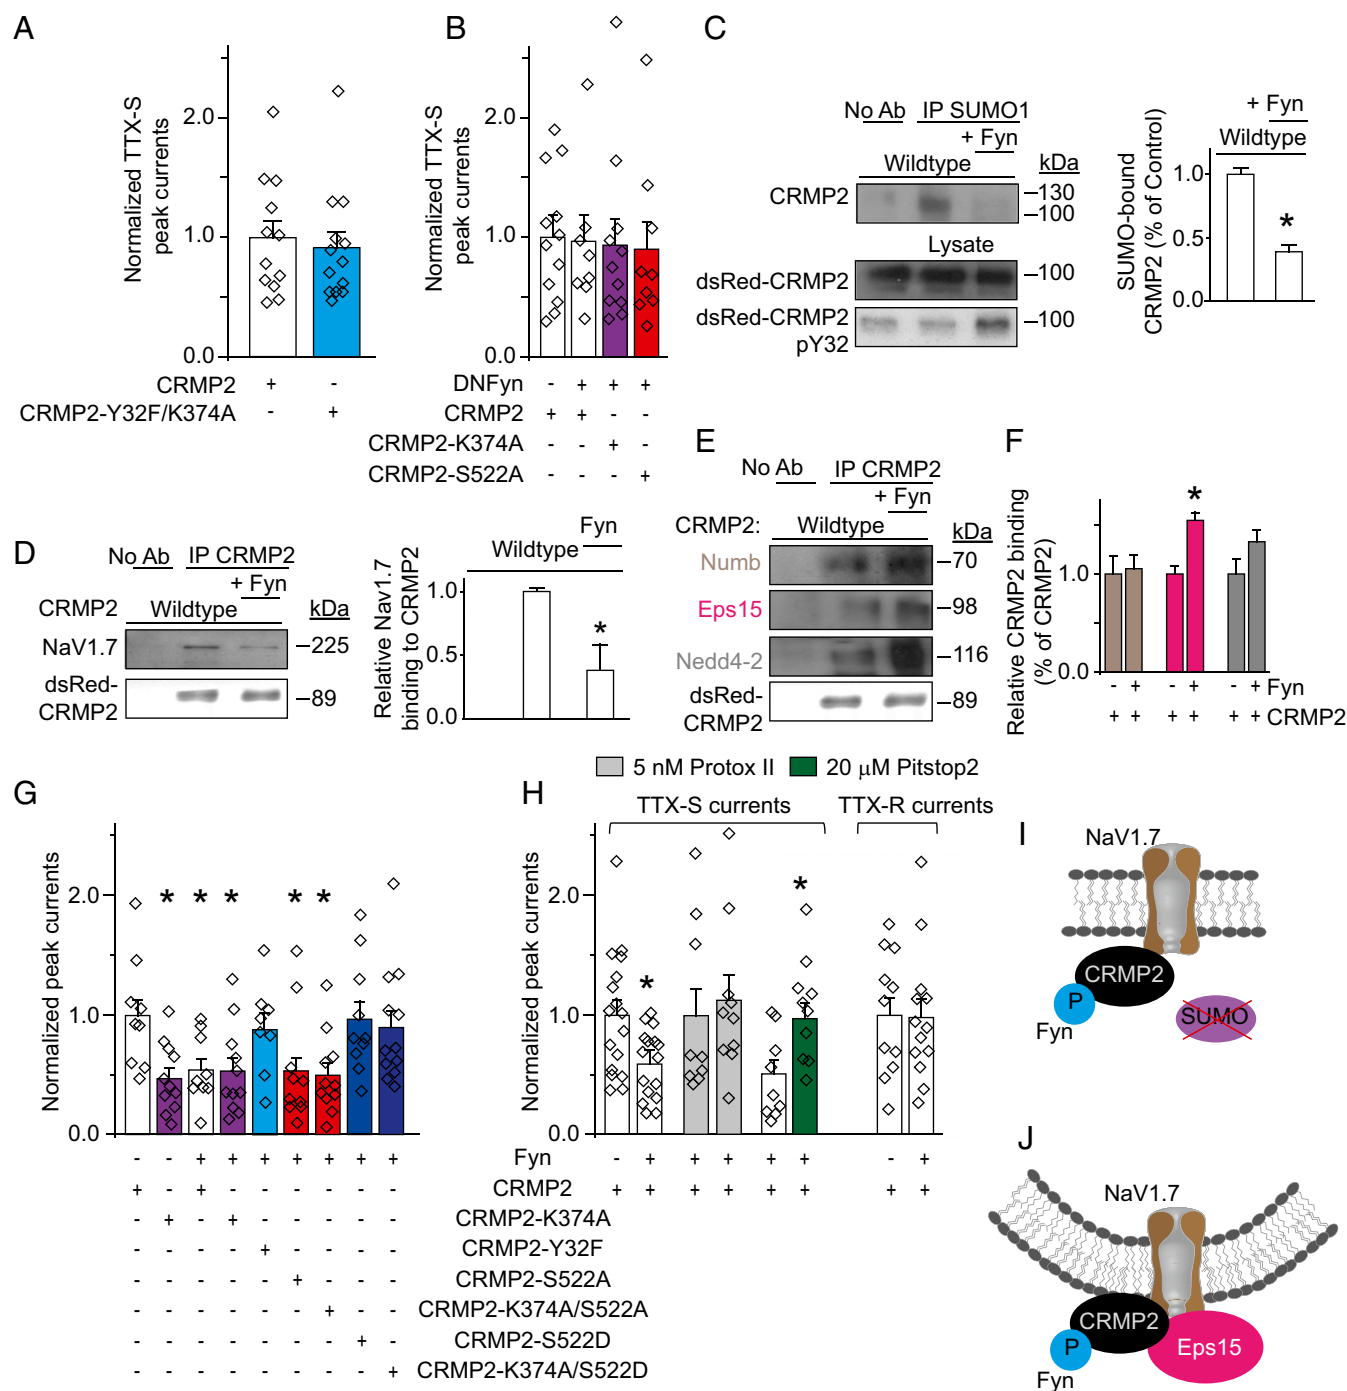 A
Normalized TTX-S
peak currents
2.0
1.0
0.0
CRMP2 + -
CRMP2-Y32F/K374A - +
B
Normalized TTX-S
peak currents
2.0
1.0
0.0
DNFyn - + + +
CRMP2 + + - -
CRMP2-K374A - - + -
CRMP2-S522A - - - +
C
No Ab IP SUMO1
+ Fyn
Wildtype kDa
CRMP2
–130
–100
Lysate
dsRed-CRMP2 –100
dsRed-CRMP2
pY32
–100
SUMO-bound
CRMP2 (% of Control)
+ Fyn
Wildtype
1.0
0.5
0.0
*
D
No Ab IP CRMP2
+ Fyn
CRMP2 Wildtype kDa
NaV1.7 –225
dsRed-
CRMP2
–89
Relative Nav1.7
binding to CRMP2
Fyn
Wildtype
1.0
0.5
0.0
*
E
No Ab IP CRMP2
+ Fyn
CRMP2: Wildtype kDa
Numb –70
Eps15 –98
Nedd4-2 –116
dsRed-
CRMP2
–89
F
Relative CRMP2 binding
(% of CRMP2)
1.0
0.0
*
- + - + - + Fyn
+ + + + + + CRMP2
G
Normalized peak currents
2.0
1.0
0.0
* * * * *
H
5 nM Protox II 20 μM Pitstop2
TTX-S currents TTX-R currents
Normalized peak currents
2.0
1.0
0.0
* *
- - + + + + + + + Fyn - + + + + + - +
+ - + - - - - - - CRMP2 + + + + + + + +
- + - + - - - - - CRMP2-K374A
- - - - + - - - - CRMP2-Y32F
- - - - - + - - - CRMP2-S522A
- - - - - - + - - CRMP2-K374A/S522A
- - - - - - - + - CRMP2-S522D
- - - - - - - - + CRMP2-K374A/S522D
I
NaV1.7
CRMP2
P
Fyn
SUMO
J
NaV1.7
CRMP2
P
Fyn
Eps15